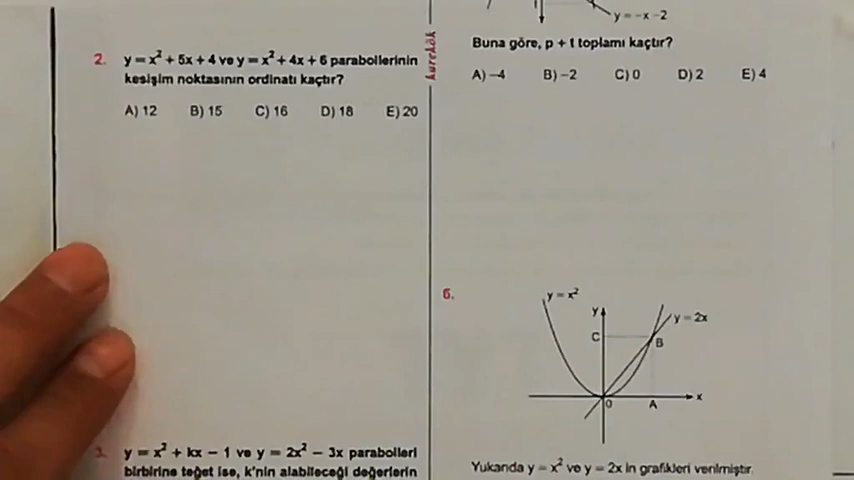 2. y = x² + 5x + 4 ve y = x² + 4x + 6 parabollerinin
kesişim noktasının ordinatı kaçtır?
A) 12 B) 15 C) 16 D) 18 E) 20
3. y = x² + kx − 1 ve y = 2x² − 3x parabolleri
birbirine teğet ise, k'nin alabileceği değerlerin
karekök
y = −x − 2
Buna göre, p + t toplamı kaçtır?
A) −4 B) −2 C) 0 D) 2 E) 4
6.
y = x²
y
y = 2x
C
B
0 A x
Yukarıda y = x² ve y = 2x in grafikleri verilmiştir.